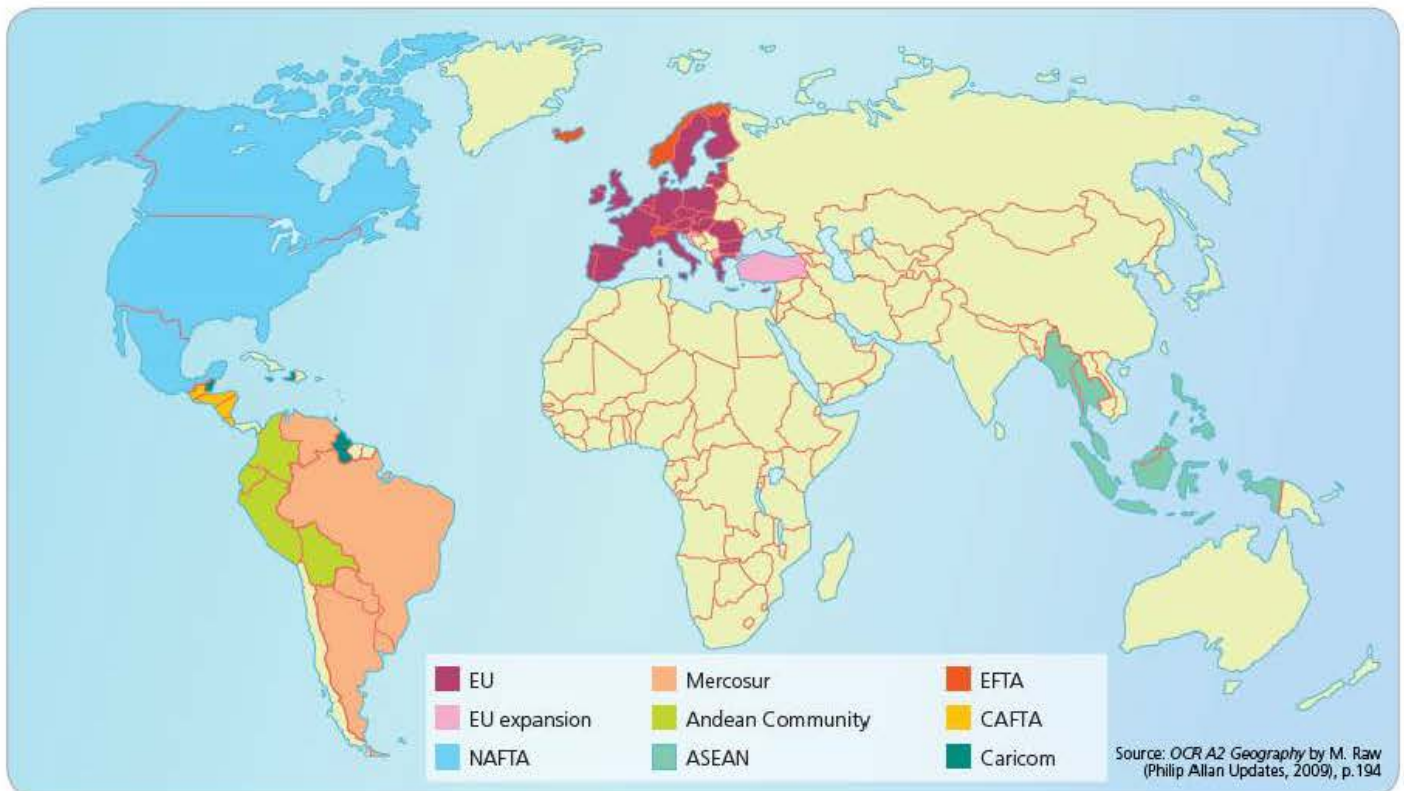 EU
EU expansion
NAFTA
Mercosur
Andean Community
ASEAN
EFTA
CAFTA
Caricom
Source: OCR A2 Geography by M. Raw
(Philip Allan Updates, 2009), p.194